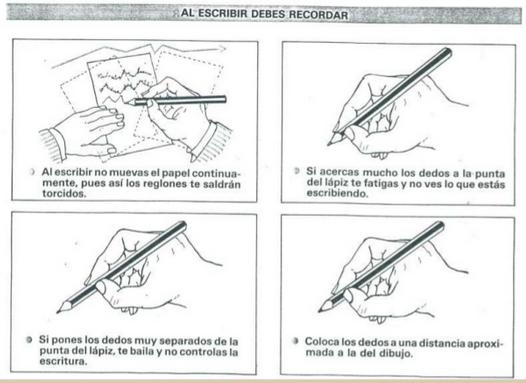 AL ESCRIBIR DEBES RECORDAR
Al escribir no muevas el papel continua-
mente, pues así los reglones te saldrán
torcidos.
Si acercas mucho los dedos a la punta
del lápiz te fatigas y no ves lo que estás
escribiendo.
Si pones los dedos muy separados de la
punta del lápiz, te baila y no controlas la
escritura.
Coloca los dedos a una distancia aproxi-
mada a la del dibujo.